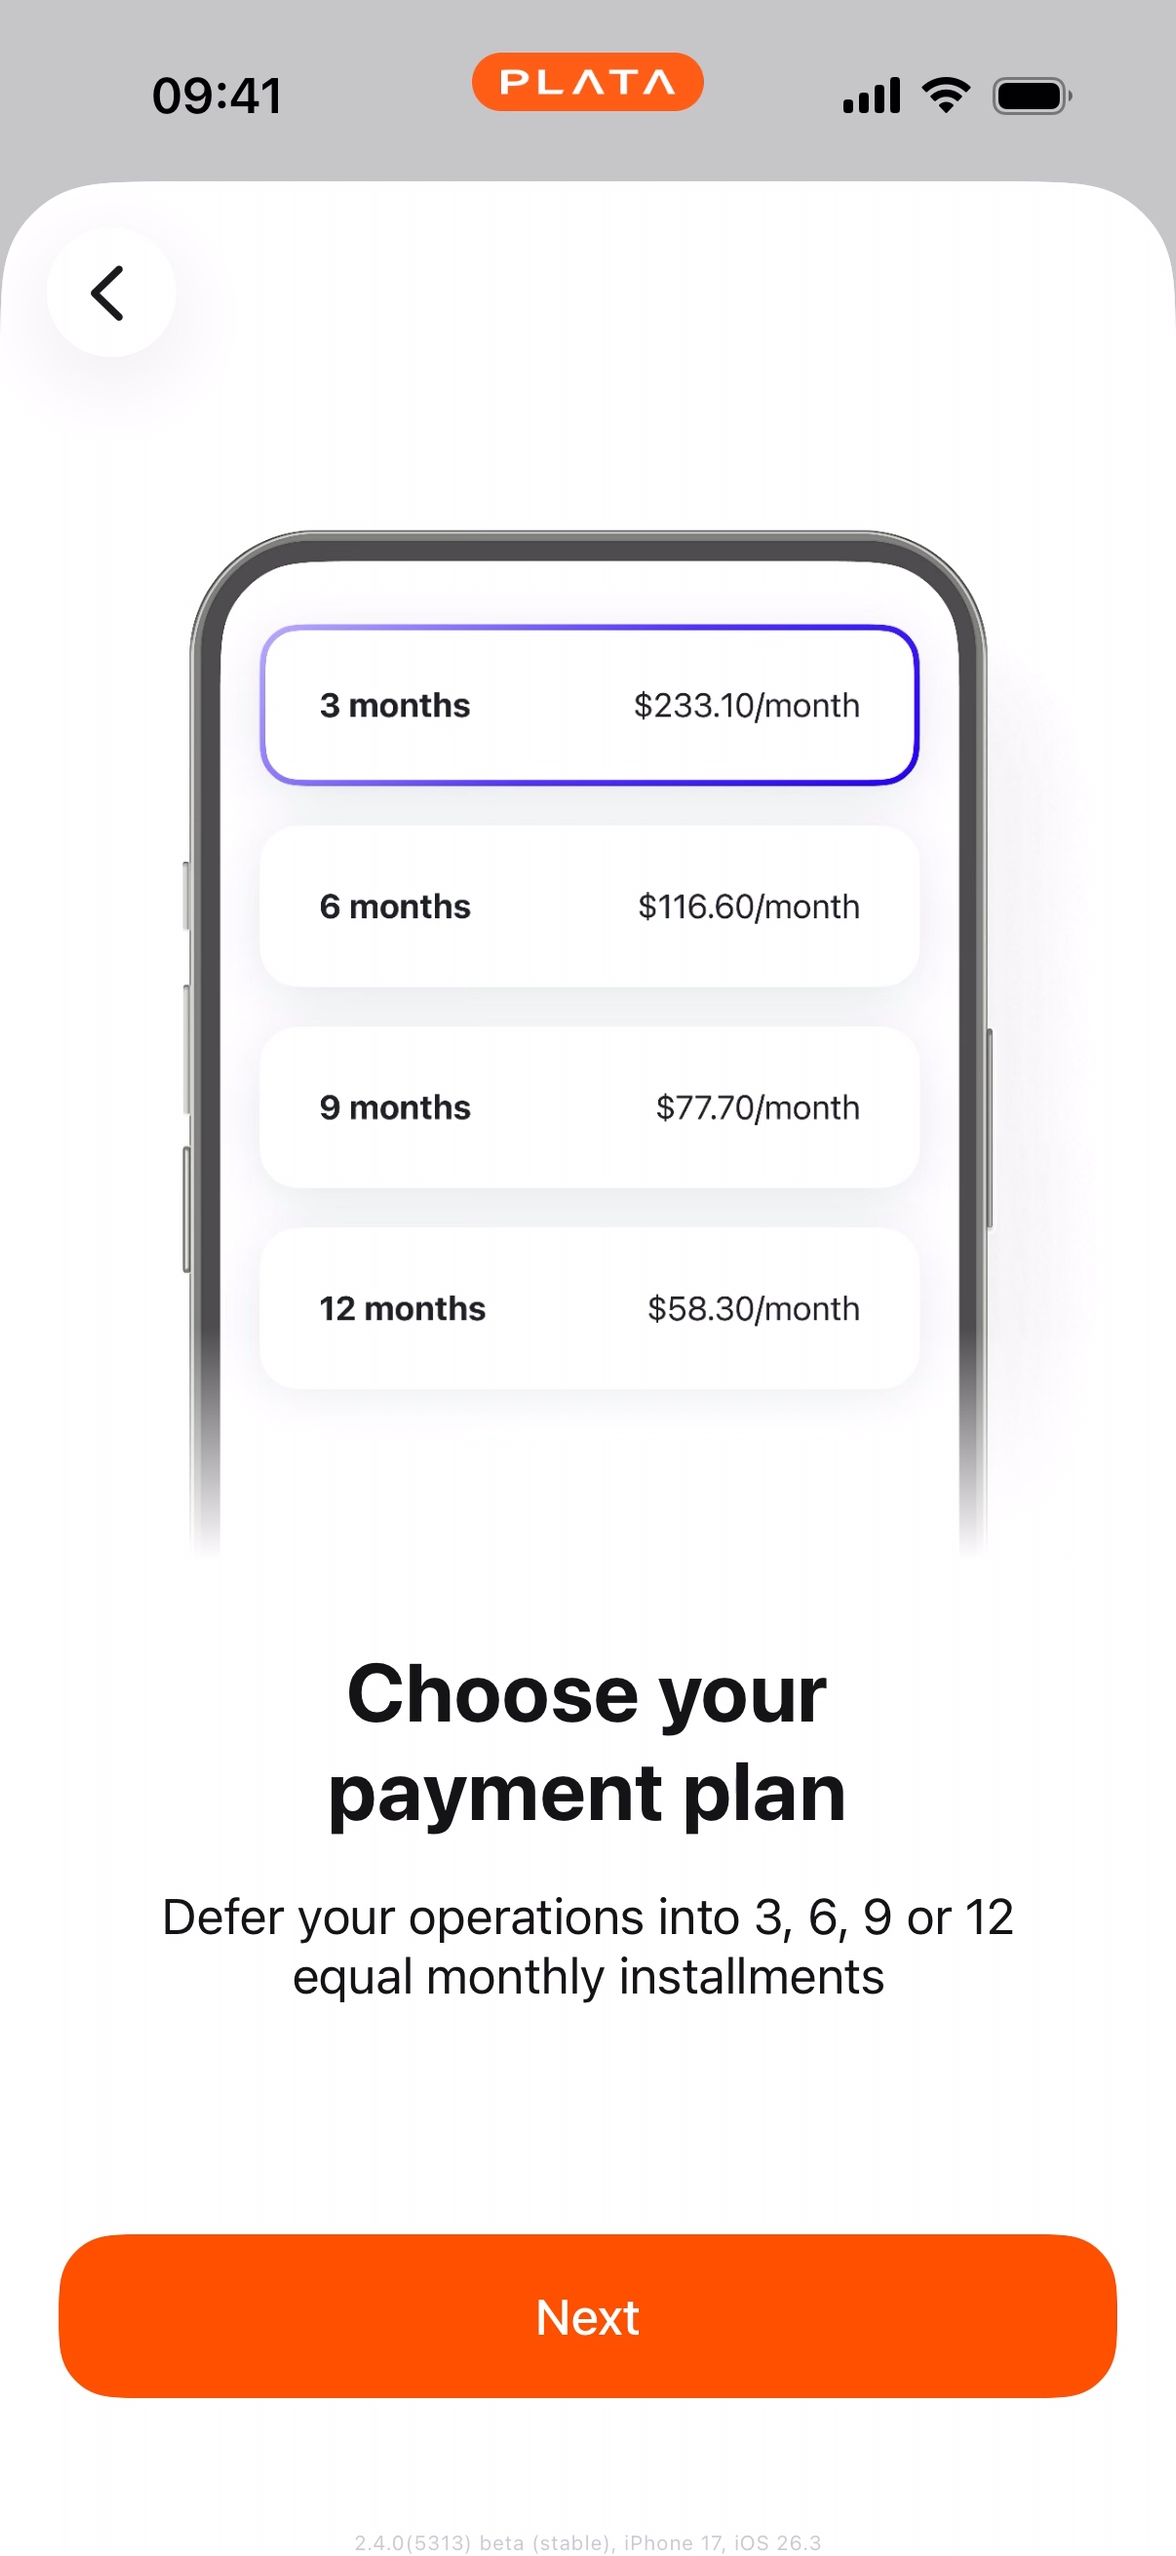 09:41
PLATA
3 months $233.10/month
6 months $116.60/month
9 months $77.70/month
12 months $58.30/month
Choose your
payment plan
Defer your operations into 3, 6, 9 or 12
equal monthly installments
Next
2.4.0(5313) beta (stable), iPhone 17, iOS 26.3